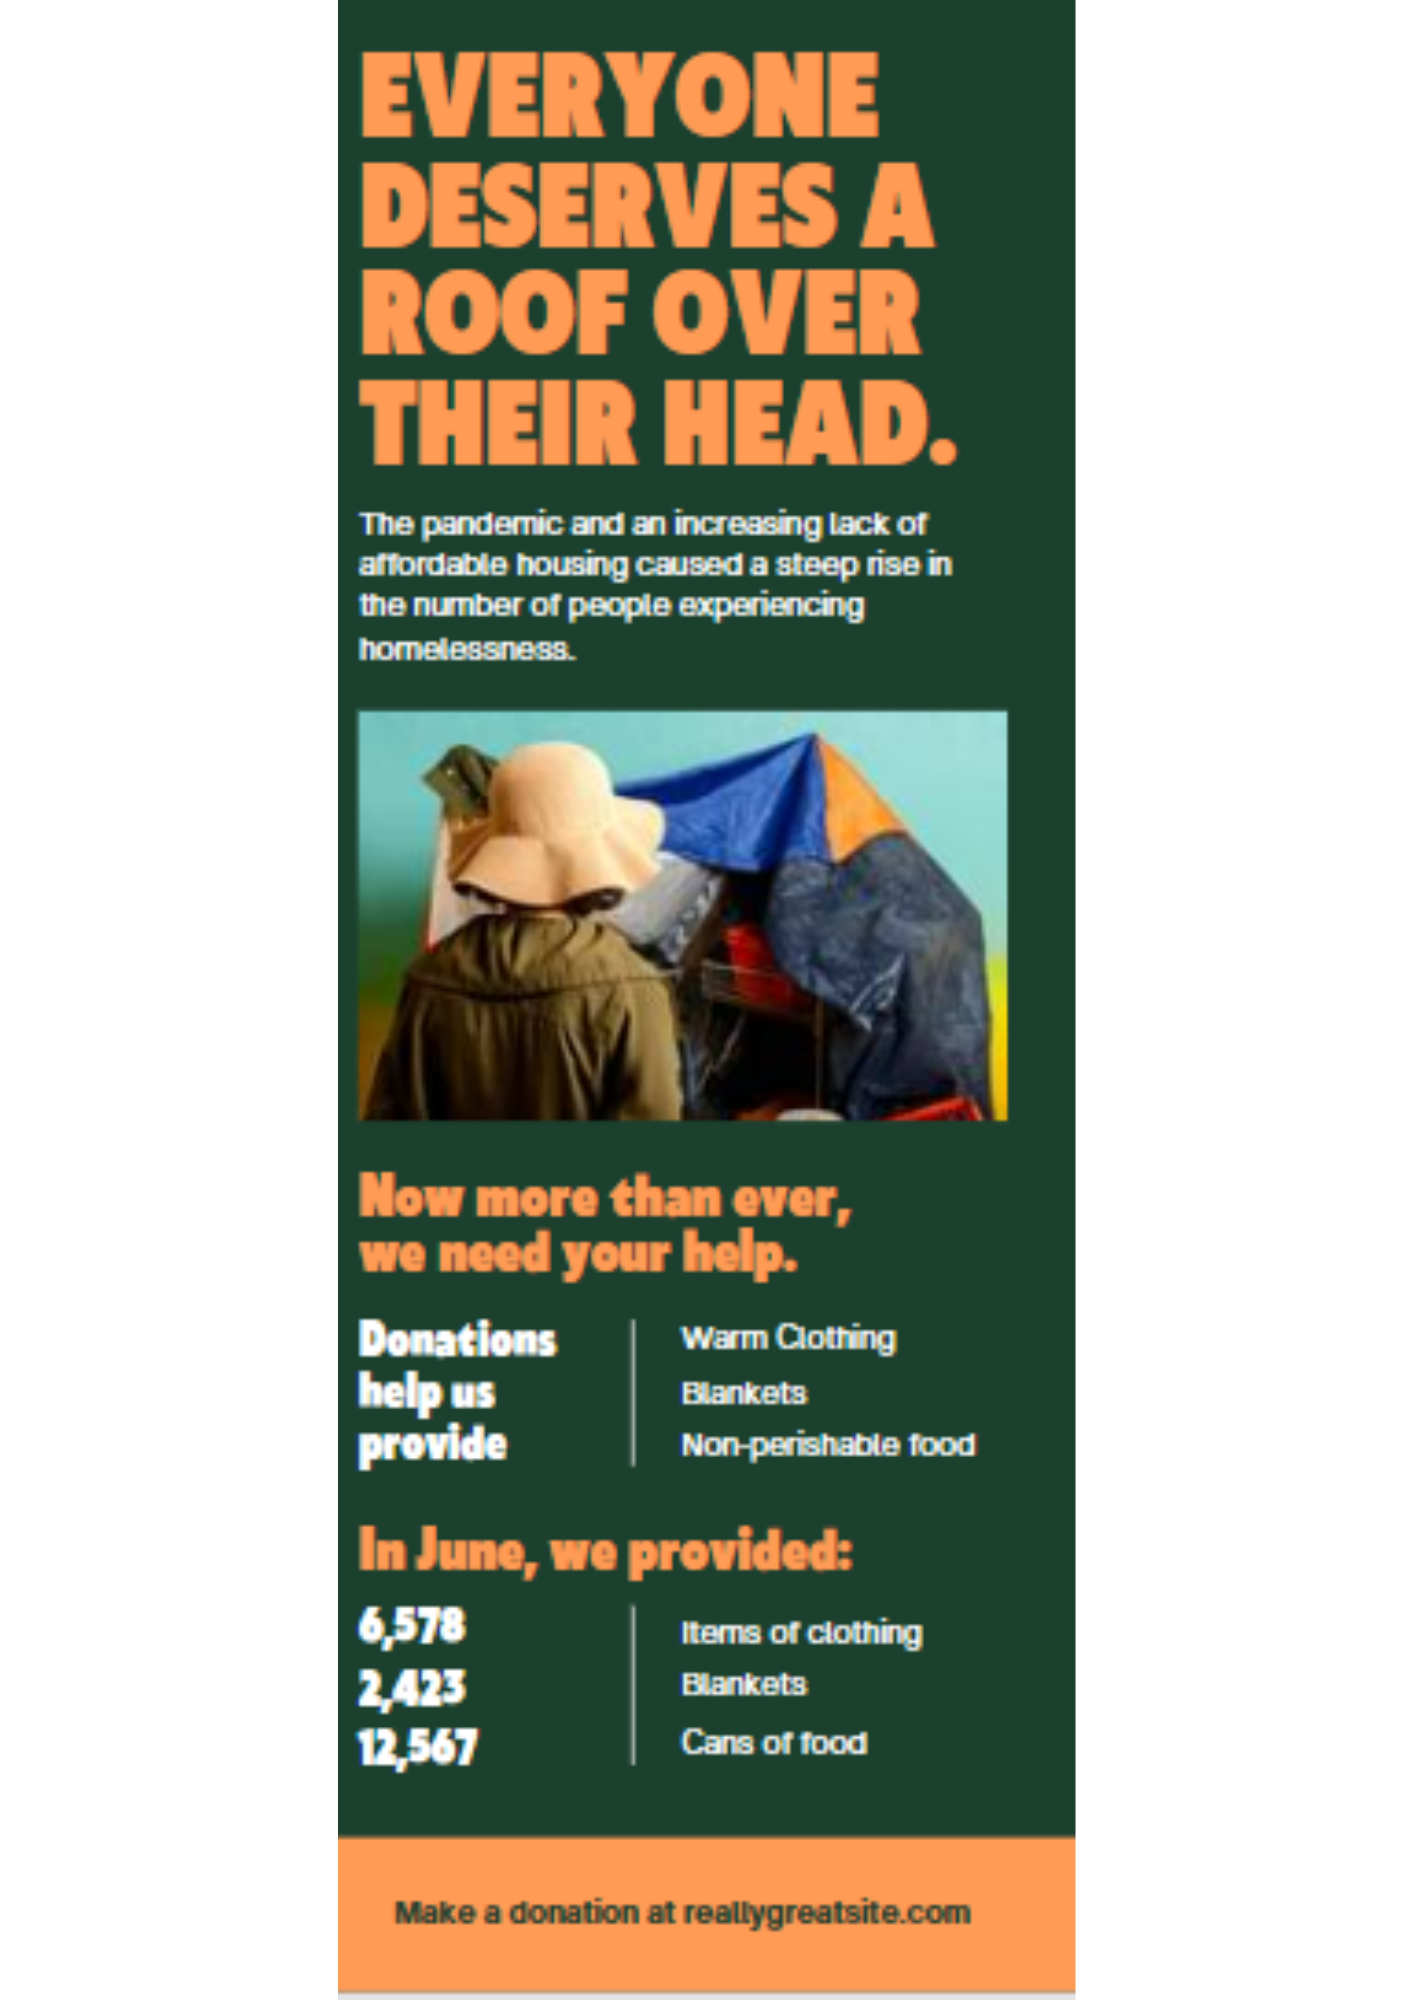 EVERYONE
DESERVES A
ROOF OVER
THEIR HEAD.
The pandemic and an increasing lack of
affordable housing caused a steep rise in
the number of people experiencing
homelessness.
Now more than ever,
we need your help.
Donations
help us
provide
Warm Clothing
Blankets
Non-perishable food
In June, we provided:
6,578 Items of clothing
2,423 Blankets
12,567 Cans of food
Make a donation at reallygreatsite.com